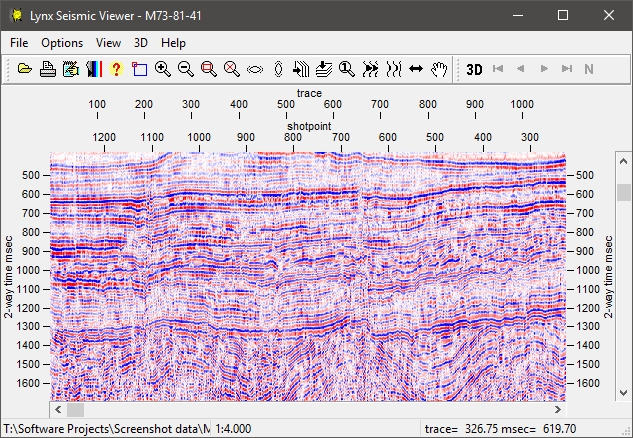 Lynx Seismic Viewer - M73-81-41
File Options View 3D Help
3D N
trace
100 200 300 400 500 600 700 800 900 1000
shotpoint
1200 1100 1000 900 800 700 600 500 400 300
500 500
600 600
700 700
800 800
900 900
1000 1000
1100 1100
1200 1200
1300 1300
1400 1400
1500 1500
1600 1600
2-way time msec
2-way time msec
T:\Software Projects\Screenshot data\M 1:4.000 trace= 326.75 msec= 619.70